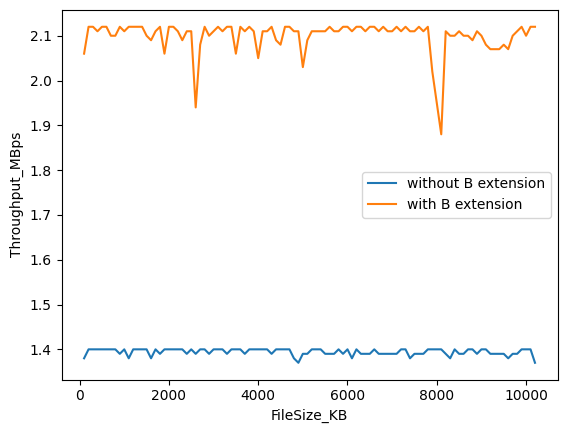 2.1
2.0
1.9
1.8
1.7
1.6
1.5
1.4
Throughput_MBps
without B extension
with B extension
0 2000 4000 6000 8000 10000
FileSize_KB